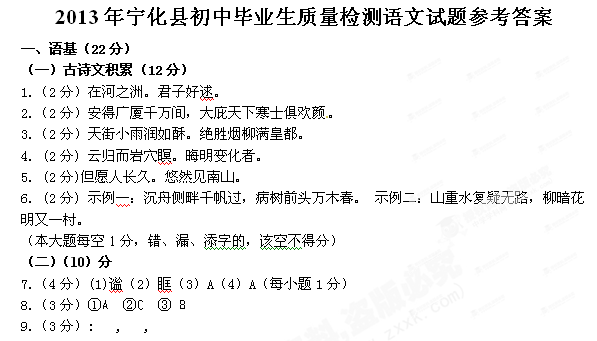 2013年宁化县初中毕业生质量检测语文试题参考答案
一、语基（22分）
（一）古诗文积累（12分）
1.（2分）在河之洲。君子好逑。
2.（2分）安得广厦千万间，大庇天下寒士俱欢颜。
3.（2分）天街小雨润如酥。绝胜烟柳满皇都。
4.（2分）云归而岩穴暝。晦明变化者。
5.（2分)但愿人长久。悠然见南山。
6.（2分）示例一：沉舟侧畔千帆过，病树前头万木春。 示例二：山重水复疑无路，柳暗花
明又一村。
（本大题每空1分，错、漏、添字的，该空不得分）
（二）（10）分
7.（4分）(1)谧（2）眶（3）A（4）A（每小题1分）
8.（3分）①A ②C ③ B
9.（3分）： ， ，